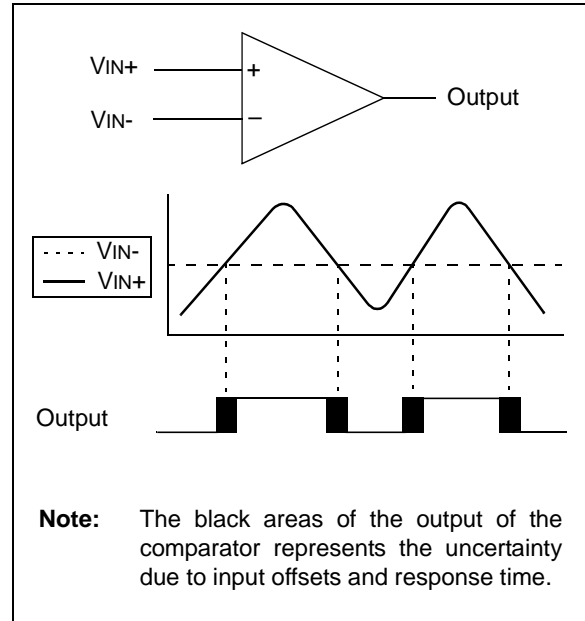 VIN+
+
Output
VIN-
−
VIN-
VIN+
Output
Note: The black areas of the output of the
comparator represents the uncertainty
due to input offsets and response time.